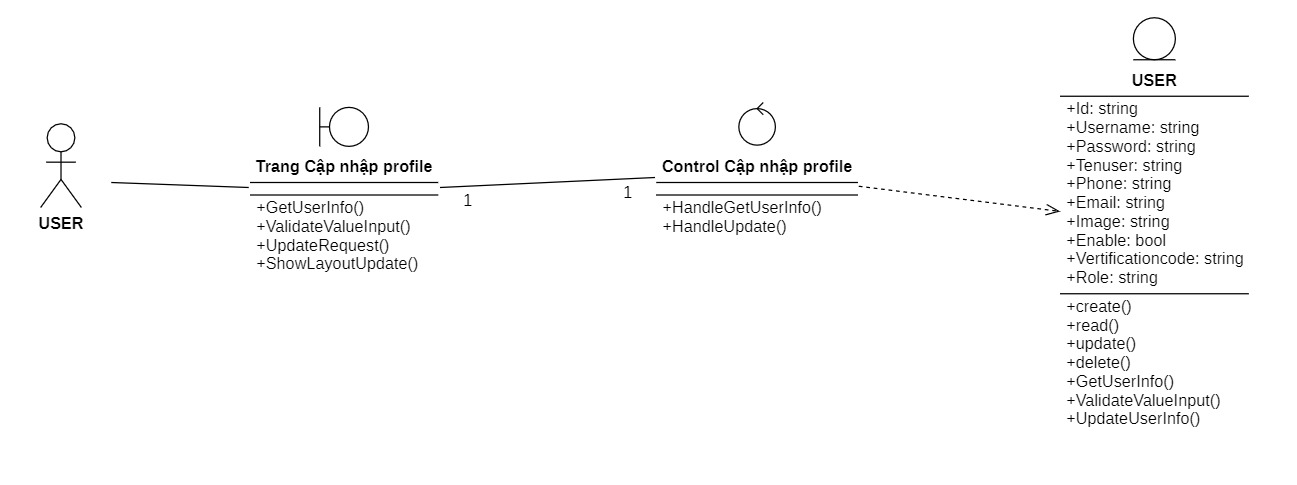 USER
Trang Cập nhập profile
+GetUserInfo()
+ValidateValueInput()
+UpdateRequest()
+ShowLayoutUpdate()
1
1
Control Cập nhập profile
+HandleGetUserInfo()
+HandleUpdate()
USER
+Id: string
+Username: string
+Password: string
+Tenuser: string
+Phone: string
+Email: string
+Image: string
+Enable: bool
+Vertificationcode: string
+Role: string
+create()
+read()
+update()
+delete()
+GetUserInfo()
+ValidateValueInput()
+UpdateUserInfo()